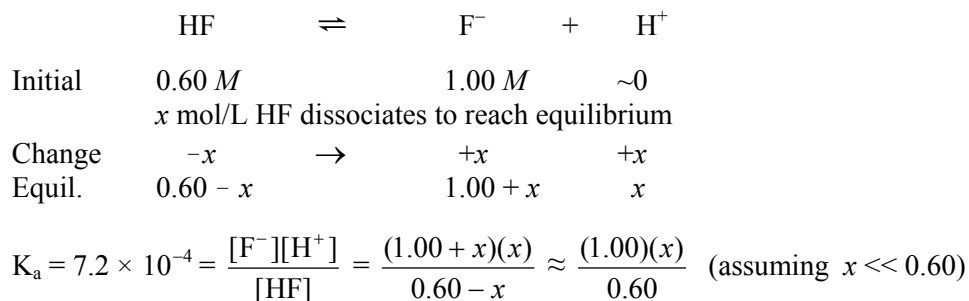 HF ⇌ F⁻ + H⁺
Initial 0.60 M 1.00 M ~0
x mol/L HF dissociates to reach equilibrium
Change -x → +x +x
Equil. 0.60 - x 1.00 + x x
Kₐ = 7.2 × 10⁻⁴ = [F⁻][H⁺] / [HF] = (1.00 + x)(x) / 0.60 − x ≈ (1.00)(x) / 0.60 (assuming x << 0.60)